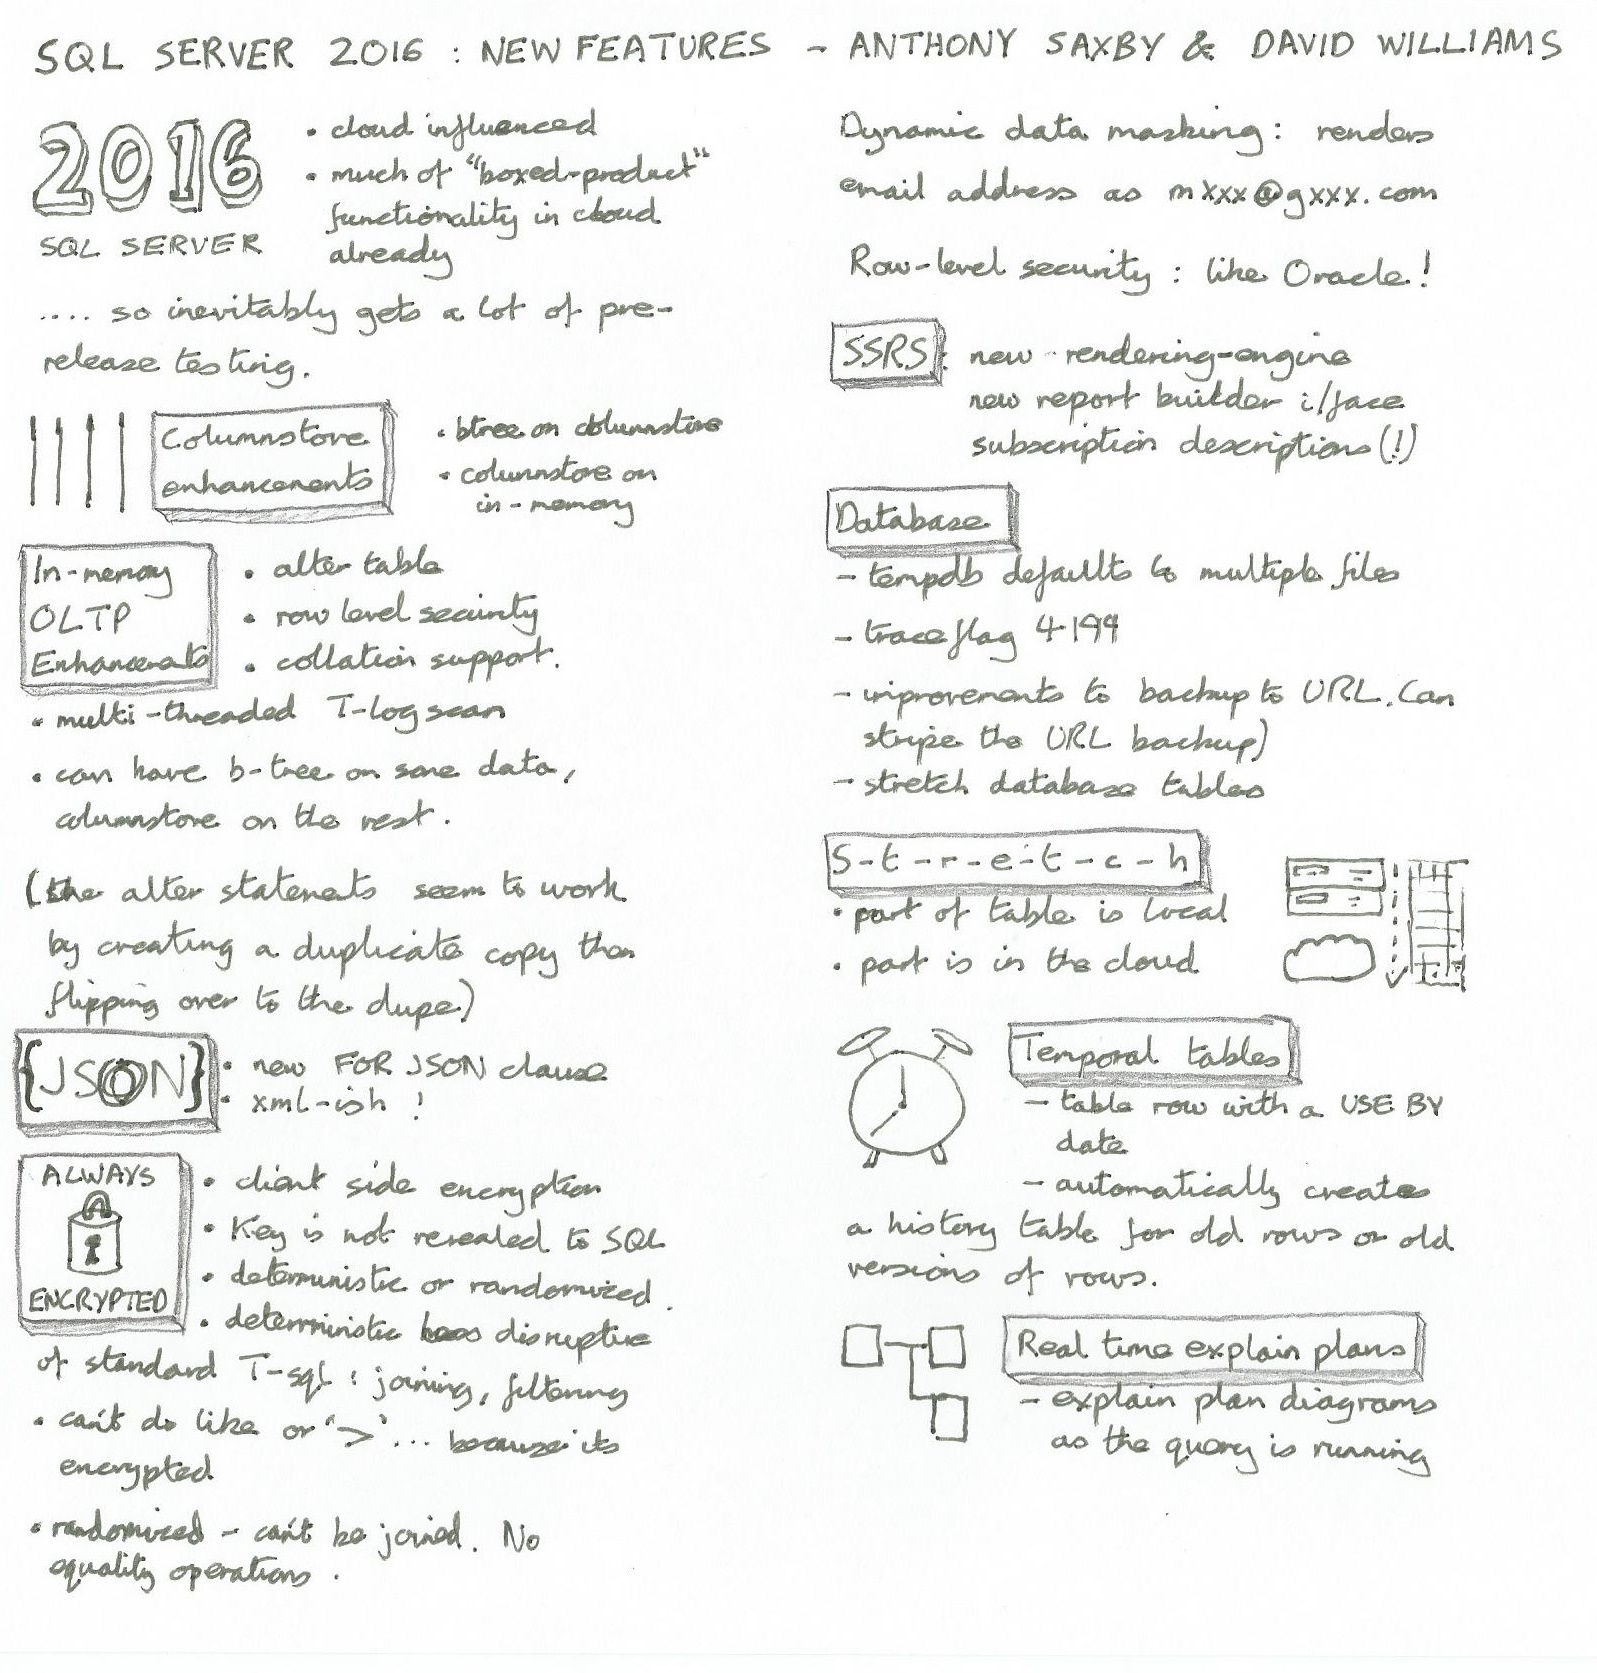 SQL SERVER 2016 : NEW FEATURES - ANTHONY SAXBY & DAVID WILLIAMS
2016
SQL SERVER
• cloud influenced
• much of "boxed-product"
functionality in cloud
already
.... so inevitably gets a lot of pre-
release testing.
Columnstore
enhancements
• btree on columnstore
• columnstore on
in-memory
In-memory
OLTP
Enhancements
• alter table
• row level security
• collation support.
• multi-threaded T-log scan
• can have b-tree on some data,
columnstore on the rest.
(the alter statements seem to work
by creating a duplicate copy then
flipping over to the dupe)
{JSON}
• new FOR JSON clause
• xml-ish !
ALWAYS
ENCRYPTED
• client side encryption
• Key is not revealed to SQL
• deterministic or randomized.
• deterministic less disruptive
of standard T-sql : joining, filtering
• can't do like or '>'... because its
encrypted
• randomized - can't be joined. No
equality operations.
Dynamic data masking: renders
email address as mxxx@gxxx.com
Row-level security : like Oracle!
SSRS: new rendering-engine
new report builder i/face
subscription descriptions (!)
Database
- tempdb defaults to multiple files
- traceflag 4199
- improvements to backup to URL. Can
stripe the URL backup)
- stretch database tables
S-t-r-e-t-c-h
• part of table is local
• part is in the cloud
Temporal tables
- table row with a USE BY
date
- automatically creates
a history table for old rows or old
versions of rows.
Real time explain plans
- explain plan diagrams
as the query is running